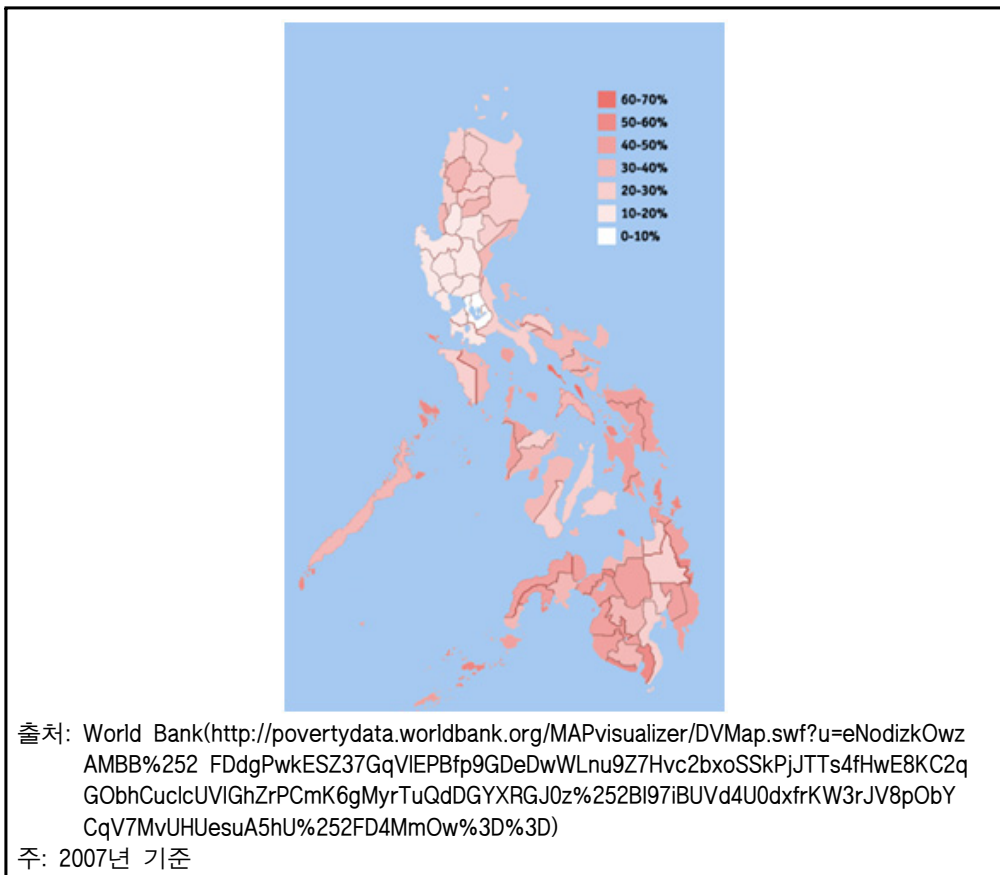 60-70%
50-60%
40-50%
30-40%
20-30%
10-20%
0-10%
출처: World Bank(http://povertydata.worldbank.org/MAPvisualizer/DVMap.swf?u=eNodizkOwz
AMBB%252 FDdgPwkESZ37GqVlEPBfp9GDeDwWLnu9Z7Hvc2bxoSSkPjJTTs4fHwE8KC2q
GObhCuclcUVlGhZrPCmK6gMyrTuQdDGYXRGJ0z%252Bl97iBUVd4U0dxfrKW3rJV8pObY
CqV7MvUHUesuA5hU%252FD4MmOw%3D%3D)
주: 2007년 기준